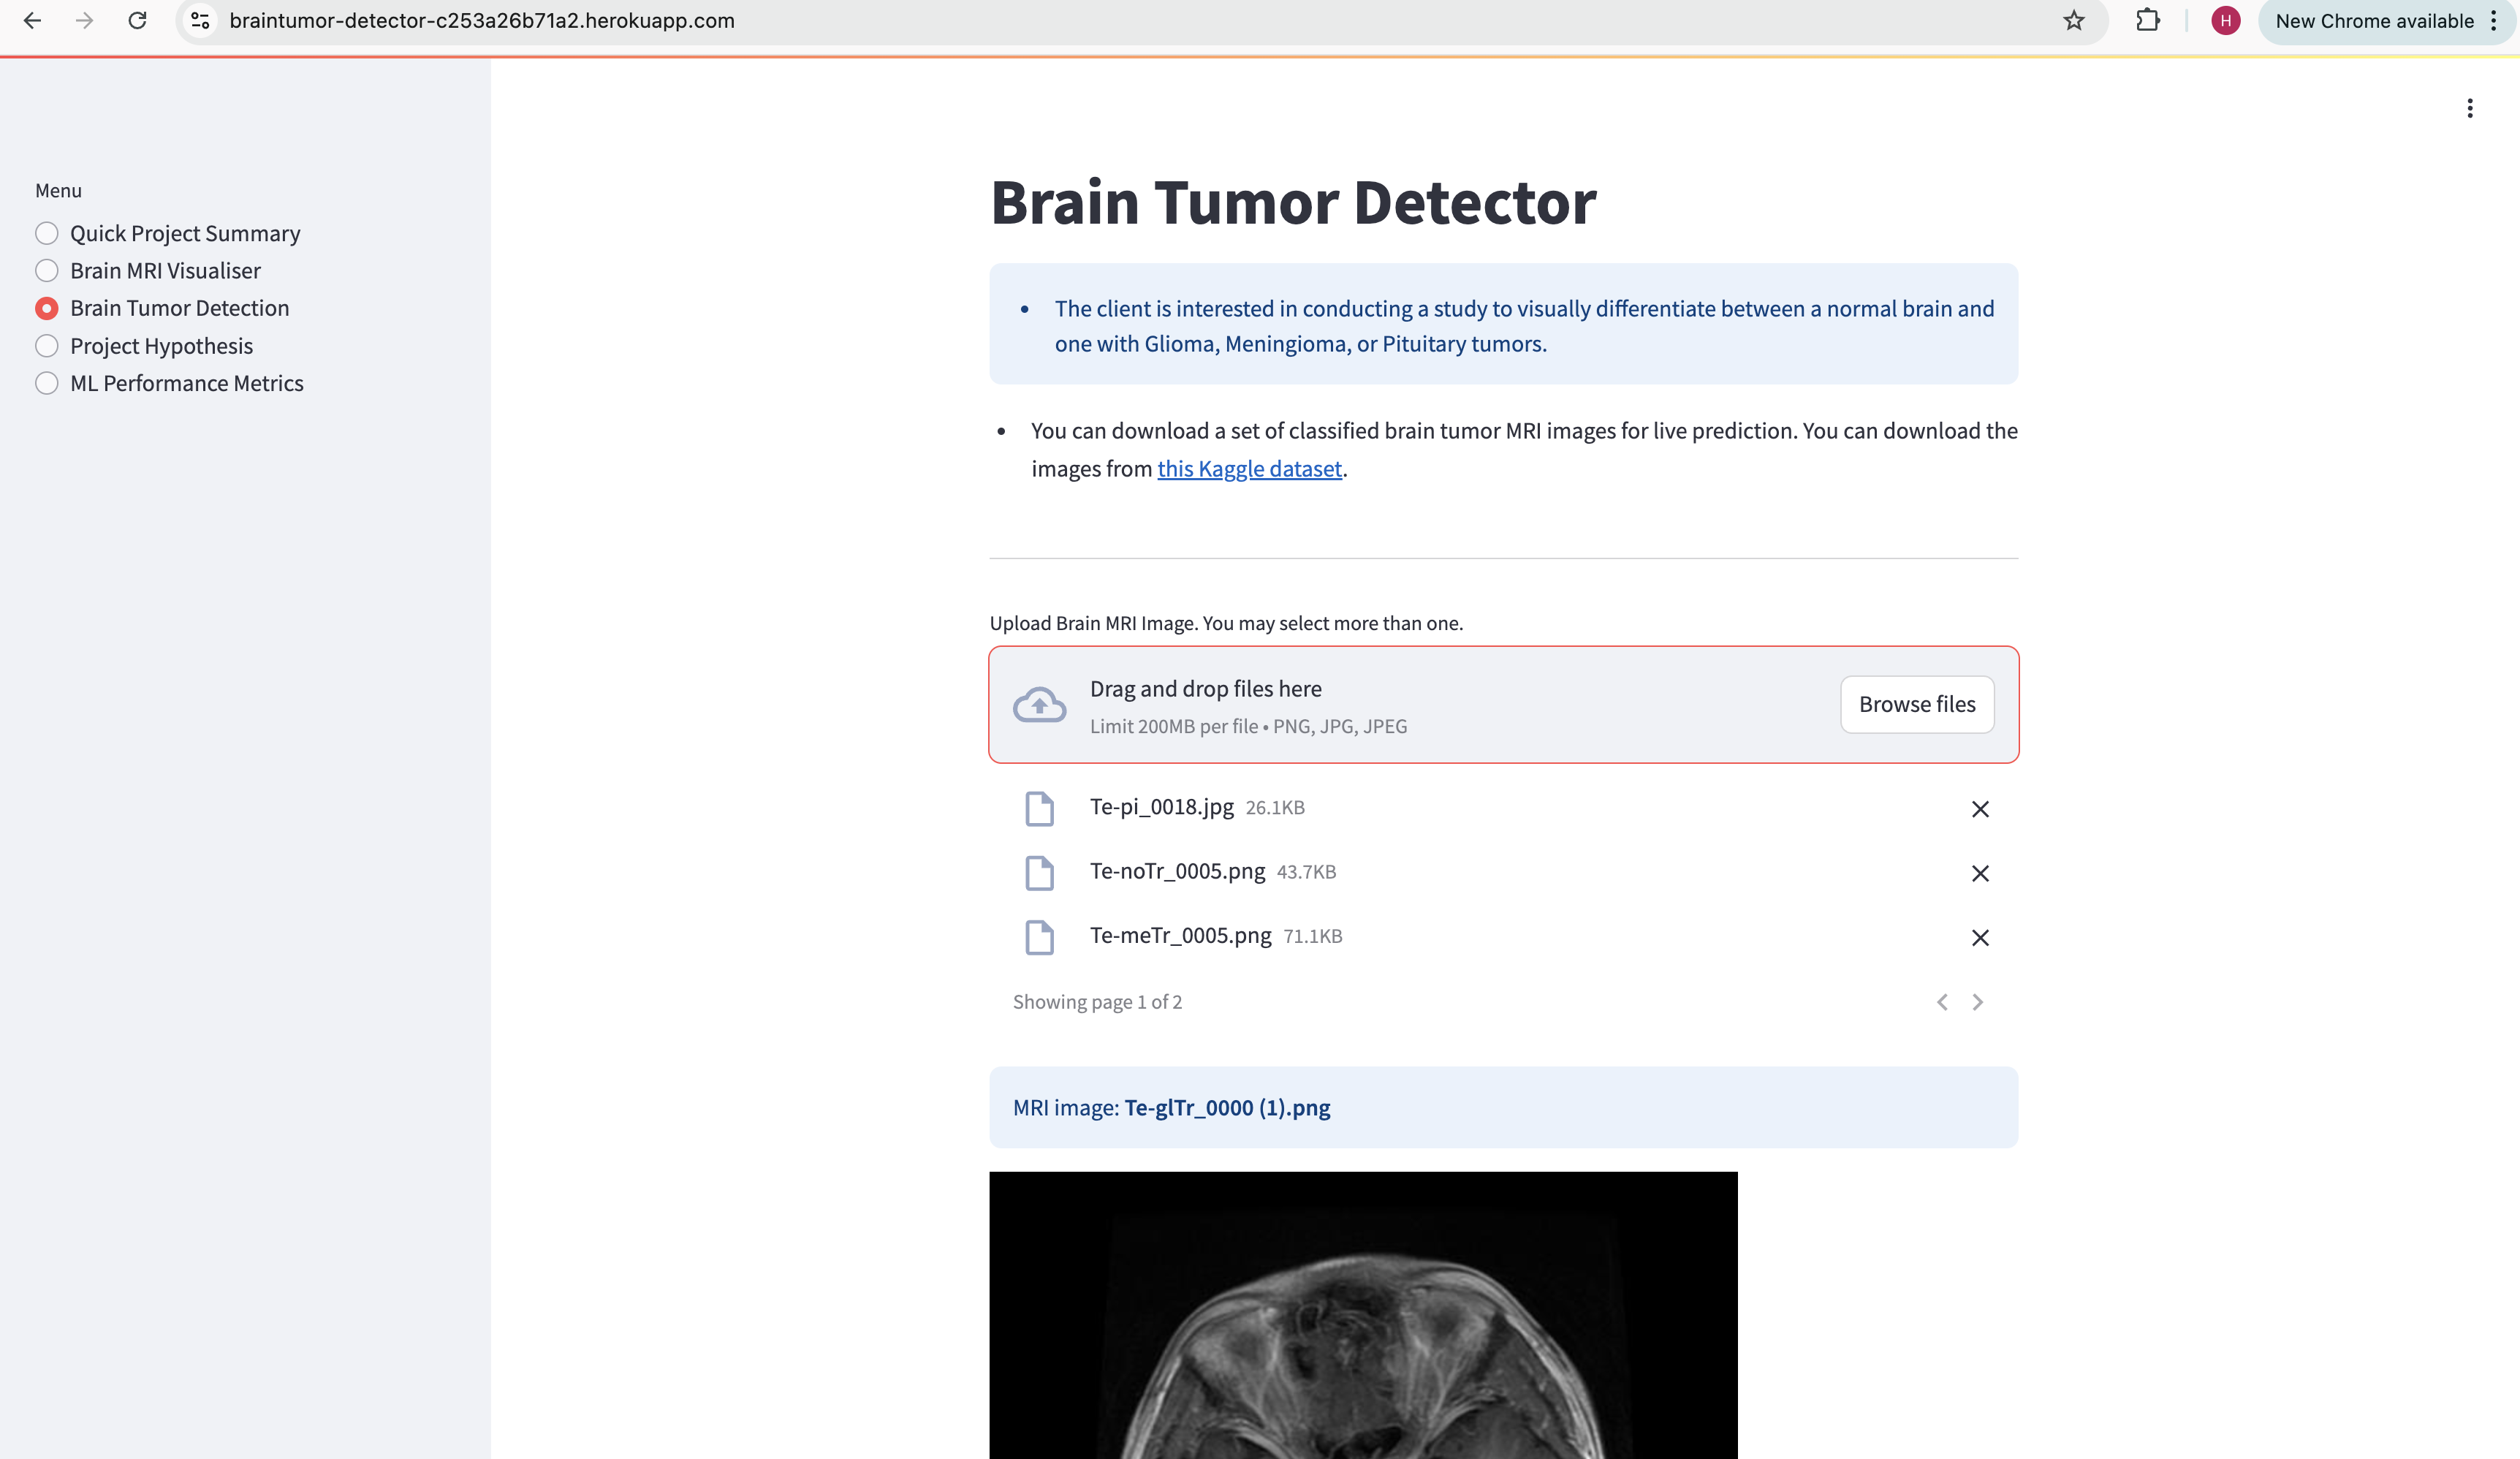 braintumor-detector-c253a26b71a2.herokuapp.com
H
New Chrome available
Menu
Quick Project Summary
Brain MRI Visualiser
Brain Tumor Detection
Project Hypothesis
ML Performance Metrics
Brain Tumor Detector
• The client is interested in conducting a study to visually differentiate between a normal brain and
one with Glioma, Meningioma, or Pituitary tumors.
• You can download a set of classified brain tumor MRI images for live prediction. You can download the
images from this Kaggle dataset.
Upload Brain MRI Image. You may select more than one.
Drag and drop files here
Limit 200MB per file • PNG, JPG, JPEG
Browse files
Te-pi_0018.jpg 26.1KB
Te-noTr_0005.png 43.7KB
Te-meTr_0005.png 71.1KB
Showing page 1 of 2
MRI image: Te-glTr_0000 (1).png